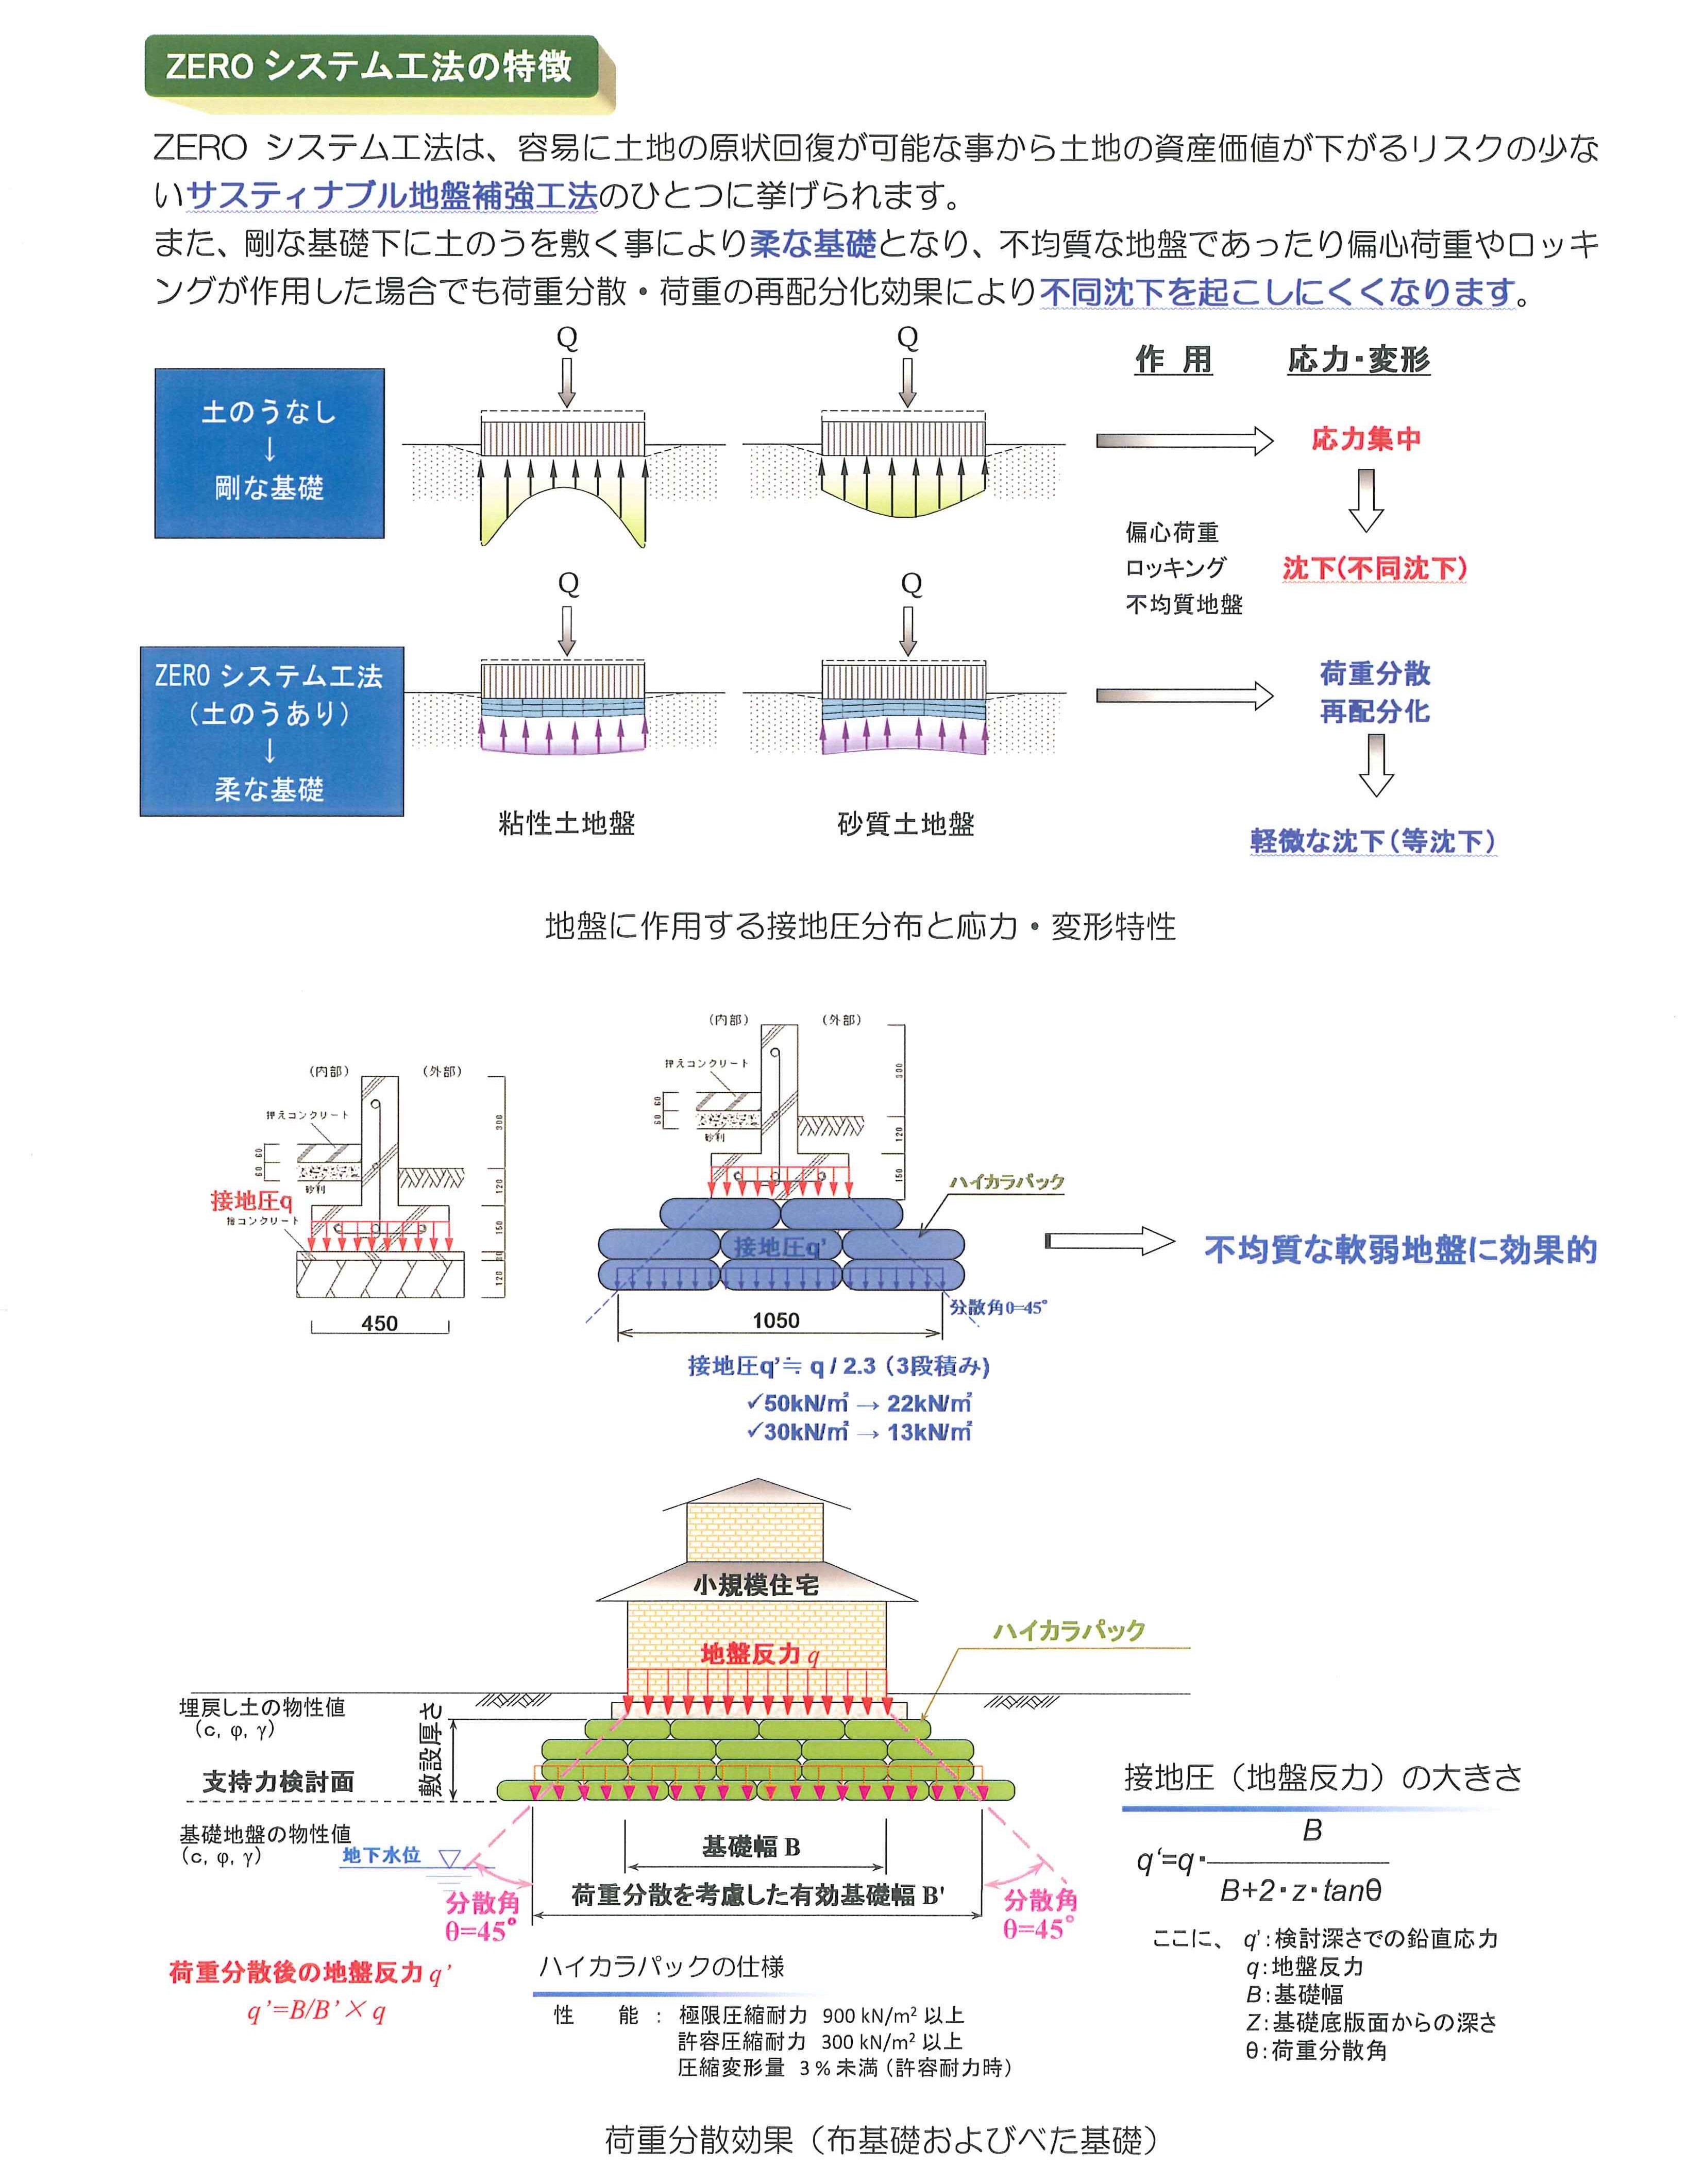 ZERO システム工法の特徴
ZERO システム工法は、容易に土地の原状回復が可能な事から土地の資産価値が下がるリスクの少な
いサスティナブル地盤補強工法のひとつに挙げられます。
また、剛な基礎下に土のうを敷く事により柔な基礎となり、不均質な地盤であったり偏心荷重やロッキ
ングが作用した場合でも荷重分散・荷重の再配分化効果により不同沈下を起こしにくくなります。
Q
Q
作 用
応力・変形
土のうなし
↓
剛な基礎
応力集中
偏心荷重
ロッキング
不均質地盤
沈下(不同沈下)
Q
Q
ZERO システム工法
(土のうあり)
↓
柔な基礎
荷重分散
再配分化
粘性土地盤
砂質土地盤
軽微な沈下(等沈下)
地盤に作用する接地圧分布と応力・変形特性
(内部)
(外部)
押えコンクリート
60
60
砂利
300
120
150
接地圧q
捨コンクリート
120
450
(内部)
(外部)
押えコンクリート
60
60
砂利
300
120
150
ハイカラパック
接地圧q'
分散角θ=45°
1050
不均質な軟弱地盤に効果的
接地圧q'≒ q / 2.3 (3段積み)
✓50kN/㎡ → 22kN/㎡
✓30kN/㎡ → 13kN/㎡
小規模住宅
地盤反力 q
ハイカラパック
埋戻し土の物性値
(c, φ, γ)
敷設厚さ
支持力検討面
基礎地盤の物性値
(c, φ, γ)
地下水位
基礎幅 B
荷重分散を考慮した有効基礎幅 B'
分散角
θ=45°
分散角
θ=45°
接地圧（地盤反力）の大きさ
q'=q・B
B+2・z・tanθ
ここに、 q' : 検討深さでの鉛直応力
q : 地盤反力
B : 基礎幅
Z : 基礎底版面からの深さ
θ : 荷重分散角
荷重分散後の地盤反力 q'
q'=B/B'× q
ハイカラパックの仕様
性 能 : 極限圧縮耐力 900 kN/m² 以上
許容圧縮耐力 300 kN/m² 以上
圧縮変形量 3％未満（許容耐力時）
荷重分散効果（布基礎およびべた基礎）